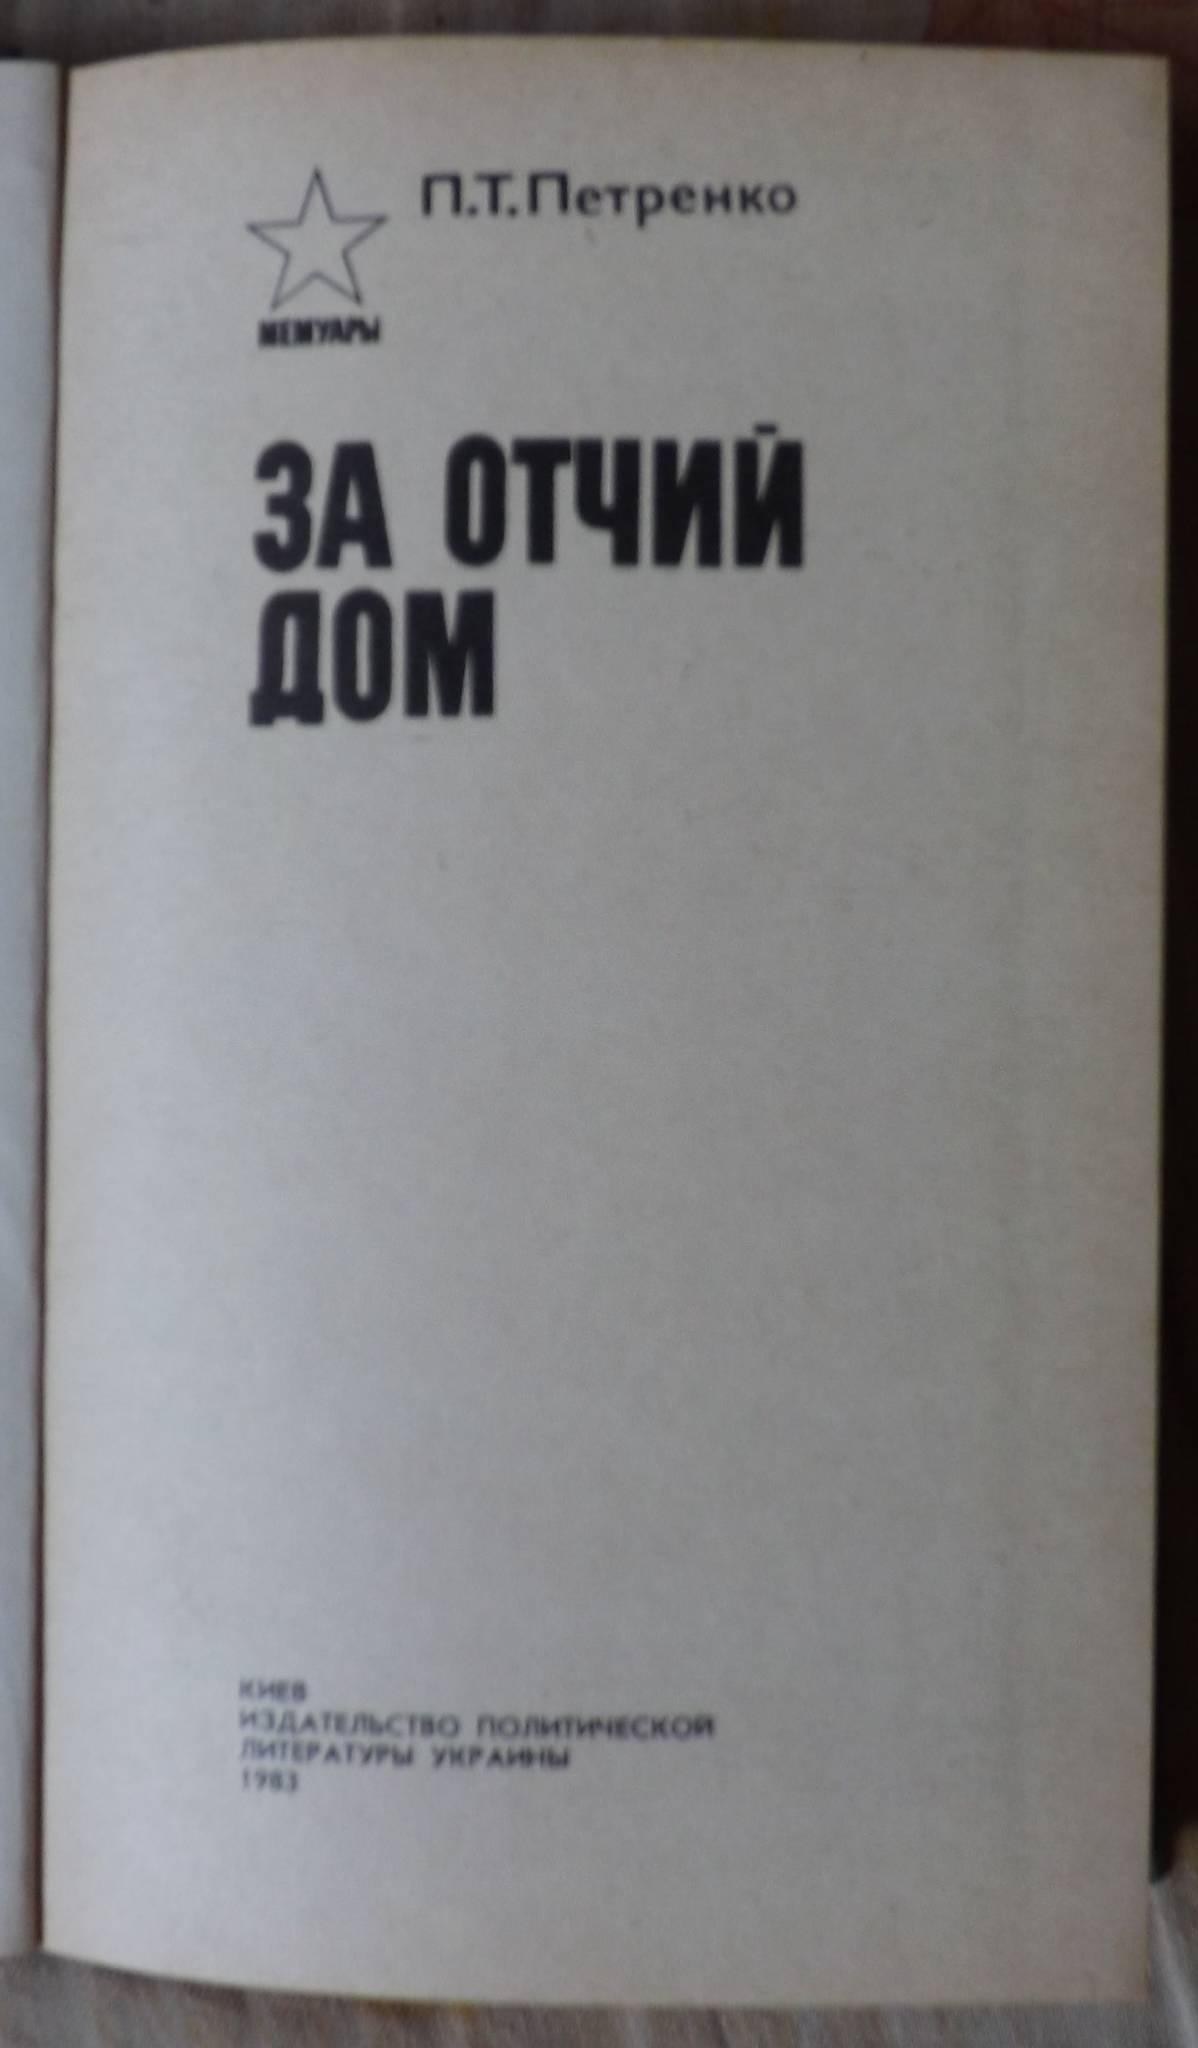 П.Т.Петренко
МЕМУАРЫ
ЗА ОТЧИЙ
ДОМ
КИЕВ
ИЗДАТЕЛЬСТВО ПОЛИТИЧЕСКОЙ
ЛИТЕРАТУРЫ УКРАИНЫ
1983